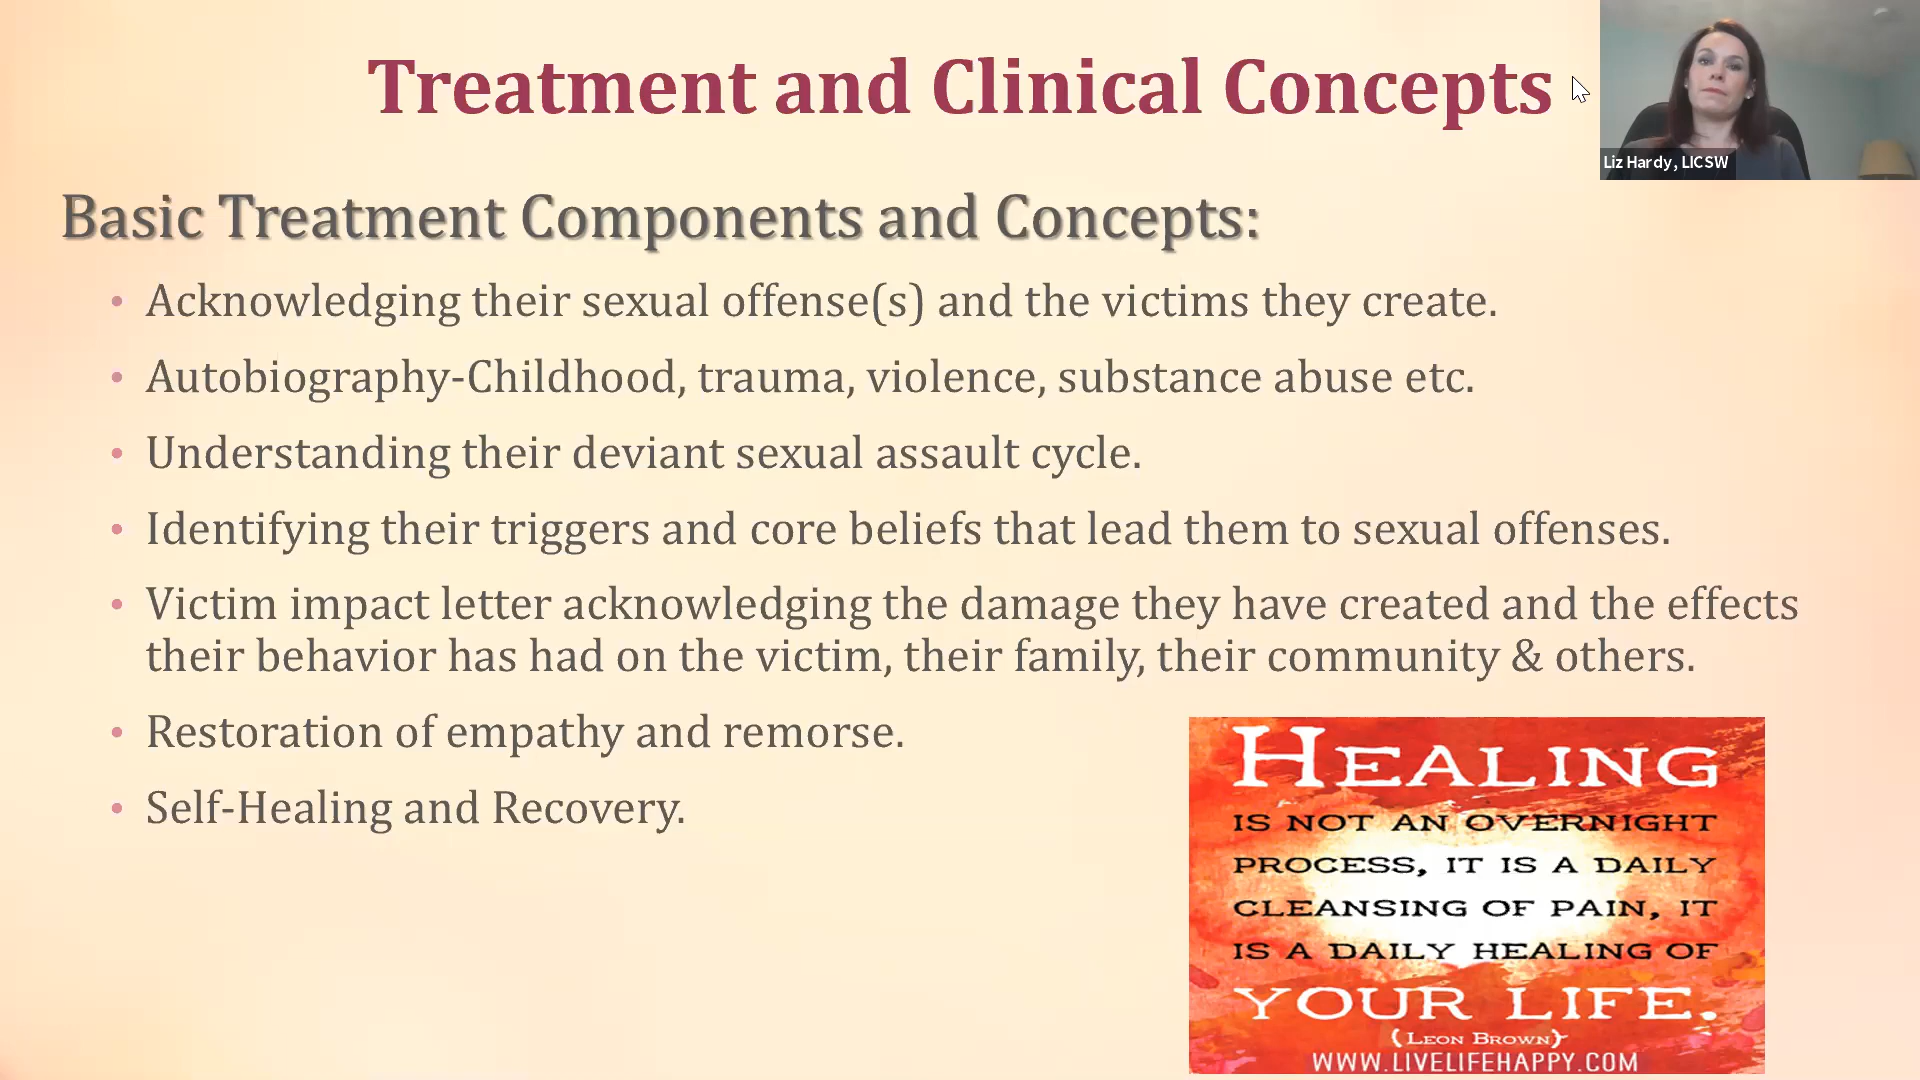 Treatment and Clinical Concepts
Liz Hardy, LICSW
Basic Treatment Components and Concepts:
• Acknowledging their sexual offense(s) and the victims they create.
• Autobiography-Childhood, trauma, violence, substance abuse etc.
• Understanding their deviant sexual assault cycle.
• Identifying their triggers and core beliefs that lead them to sexual offenses.
• Victim impact letter acknowledging the damage they have created and the effects
their behavior has had on the victim, their family, their community & others.
• Restoration of empathy and remorse.
• Self-Healing and Recovery.
HEALING
IS NOT AN OVERNIGHT
PROCESS, IT IS A DAILY
CLEANSING OF PAIN, IT
IS A DAILY HEALING OF
YOUR LIFE.
(LEON BROWN)
WWW.LIVELIFEHAPPY.COM